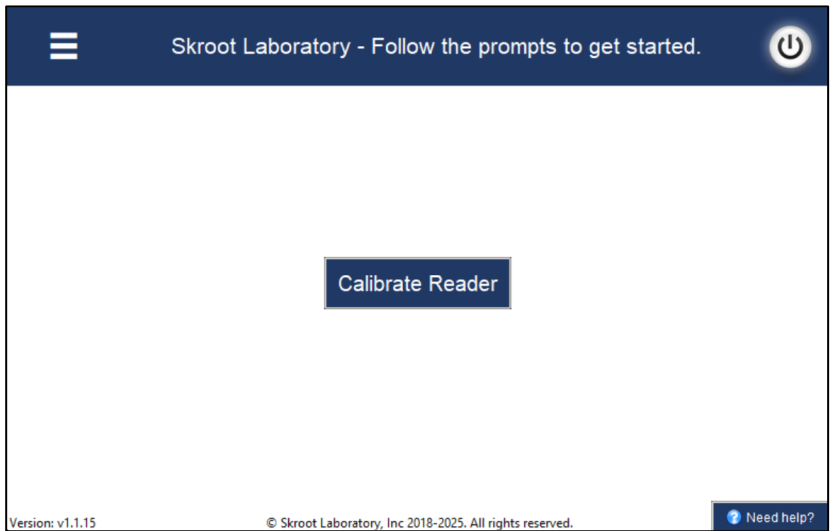 Skroot Laboratory - Follow the prompts to get started.
Calibrate Reader
Version: v1.1.15
© Skroot Laboratory, Inc 2018-2025. All rights reserved.
Need help?